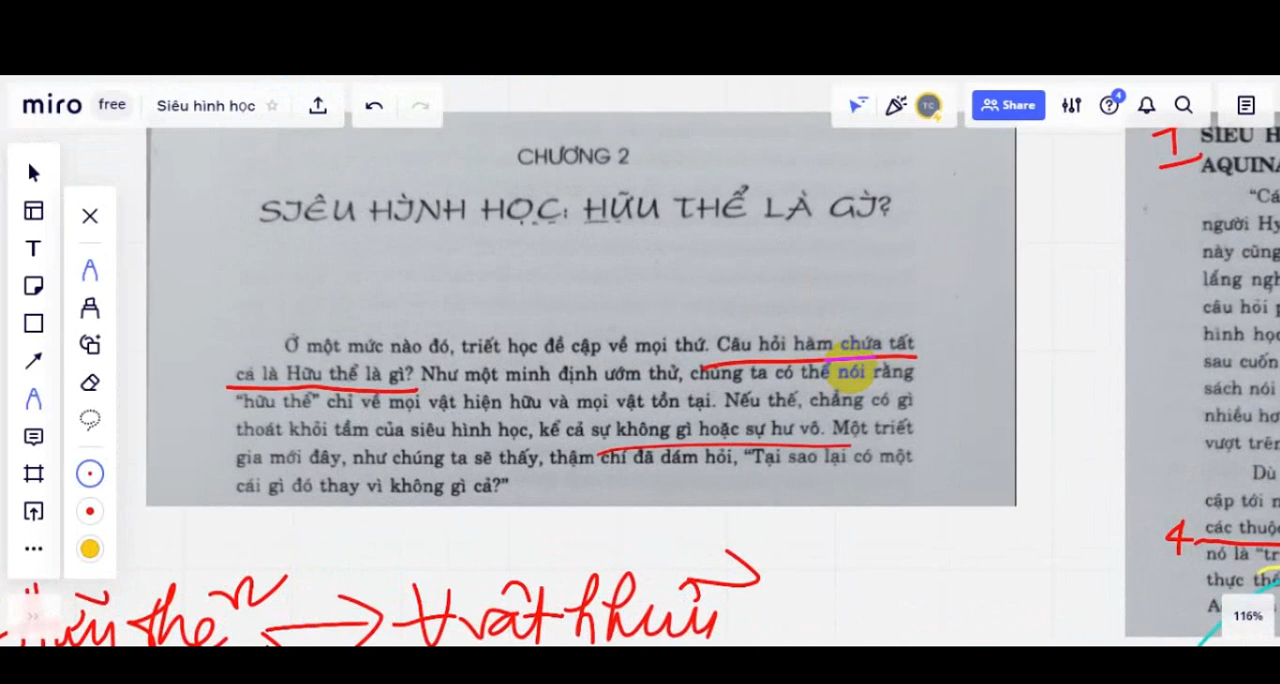 miro free Siêu hình học Share 4
TC
CHƯƠNG 2
SIÊU HÌNH HỌC: HỮU THỂ LÀ GÌ?
Ở một mức nào đó, triết học đề cập về mọi thứ. Câu hỏi hàm chứa tất
cả là Hữu thể là gì? Như một minh định ướm thử, chúng ta có thể nói rằng
“hữu thể” chỉ về mọi vật hiện hữu và mọi vật tồn tại. Nếu thế, chẳng có gì
thoát khỏi tầm của siêu hình học, kể cả sự không gì hoặc sự hư vô. Một triết
gia mới đây, như chúng ta sẽ thấy, thậm chí đã dám hỏi, “Tại sao lại có một
cái gì đó thay vì không gì cả?”
thể → ∀ vật hhuu
1
SIÊU H
AQUINA
“Cá
người Hy
này cũng
lắng ngh
câu hỏi p
hình học
sau cuốn
sách nói
nhiều hơ
vượt trên
Dù
cập tới n
4
các thuộc
nó là “tr
thực thể
A
116%